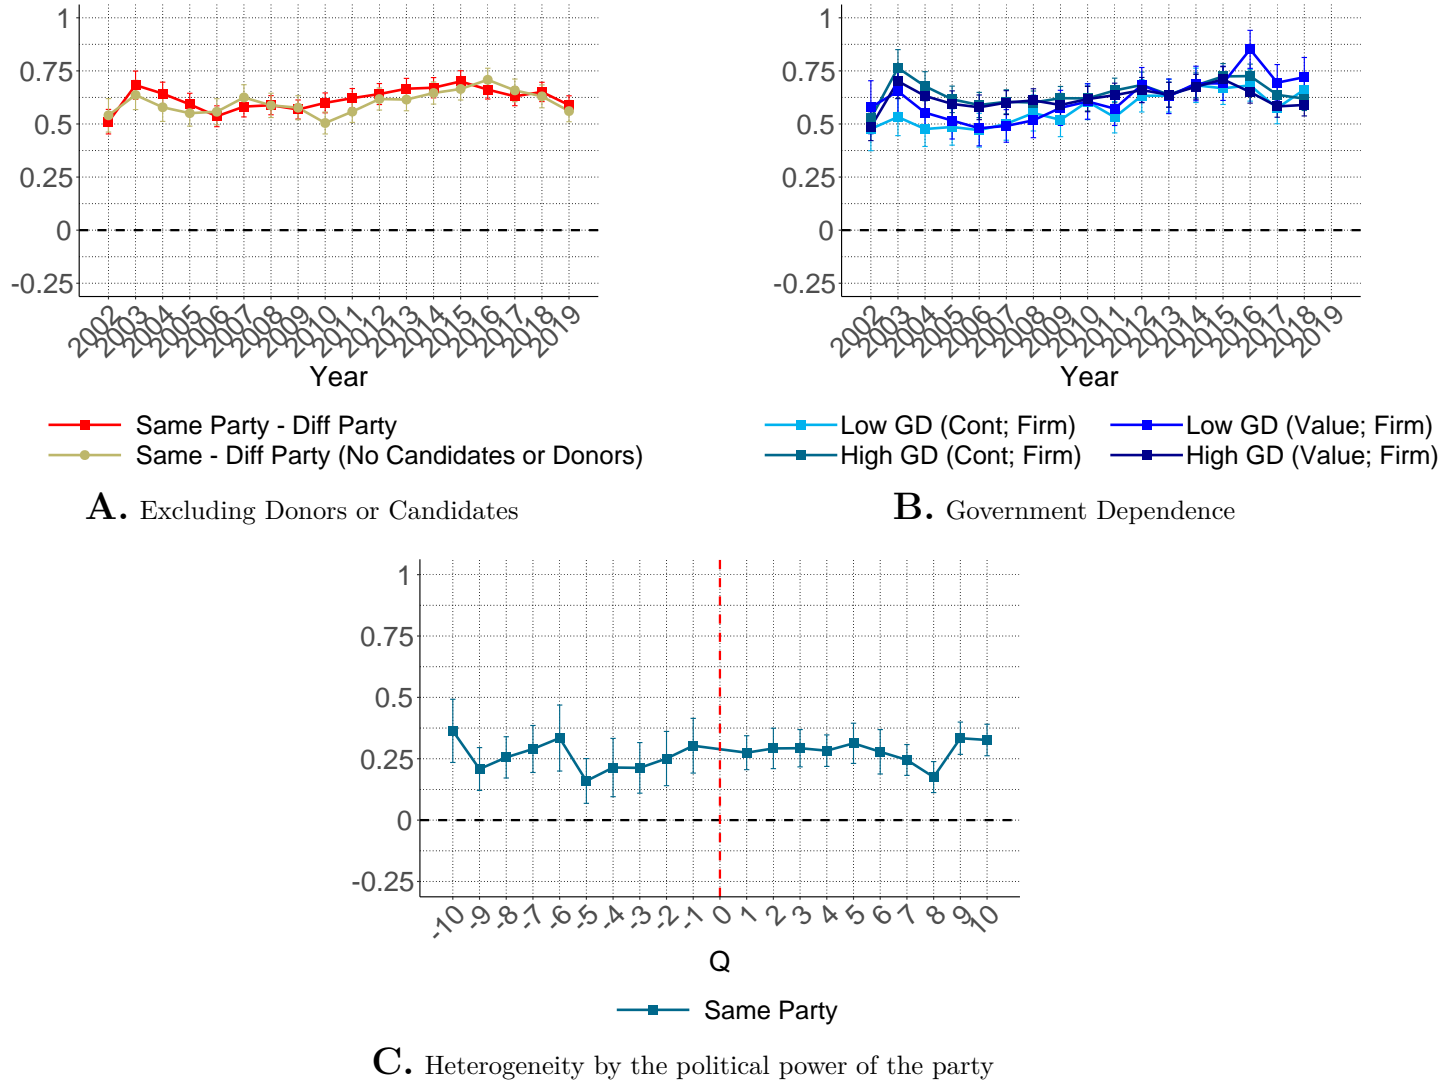 1
0.75
0.5
0.25
0
-0.25
2002 2003 2004 2005 2006 2007 2008 2009 2010 2011 2012 2013 2014 2015 2016 2017 2018 2019
Year
Same Party - Diff Party
Same - Diff Party (No Candidates or Donors)
A. Excluding Donors or Candidates
1
0.75
0.5
0.25
0
-0.25
2002 2003 2004 2005 2006 2007 2008 2009 2010 2011 2012 2013 2014 2015 2016 2017 2018 2019
Year
Low GD (Cont; Firm) Low GD (Value; Firm)
High GD (Cont; Firm) High GD (Value; Firm)
B. Government Dependence
1
0.75
0.5
0.25
0
-0.25
-10 -9 -8 -7 -6 -5 -4 -3 -2 -1 0 1 2 3 4 5 6 7 8 9 10
Q
Same Party
C. Heterogeneity by the political power of the party